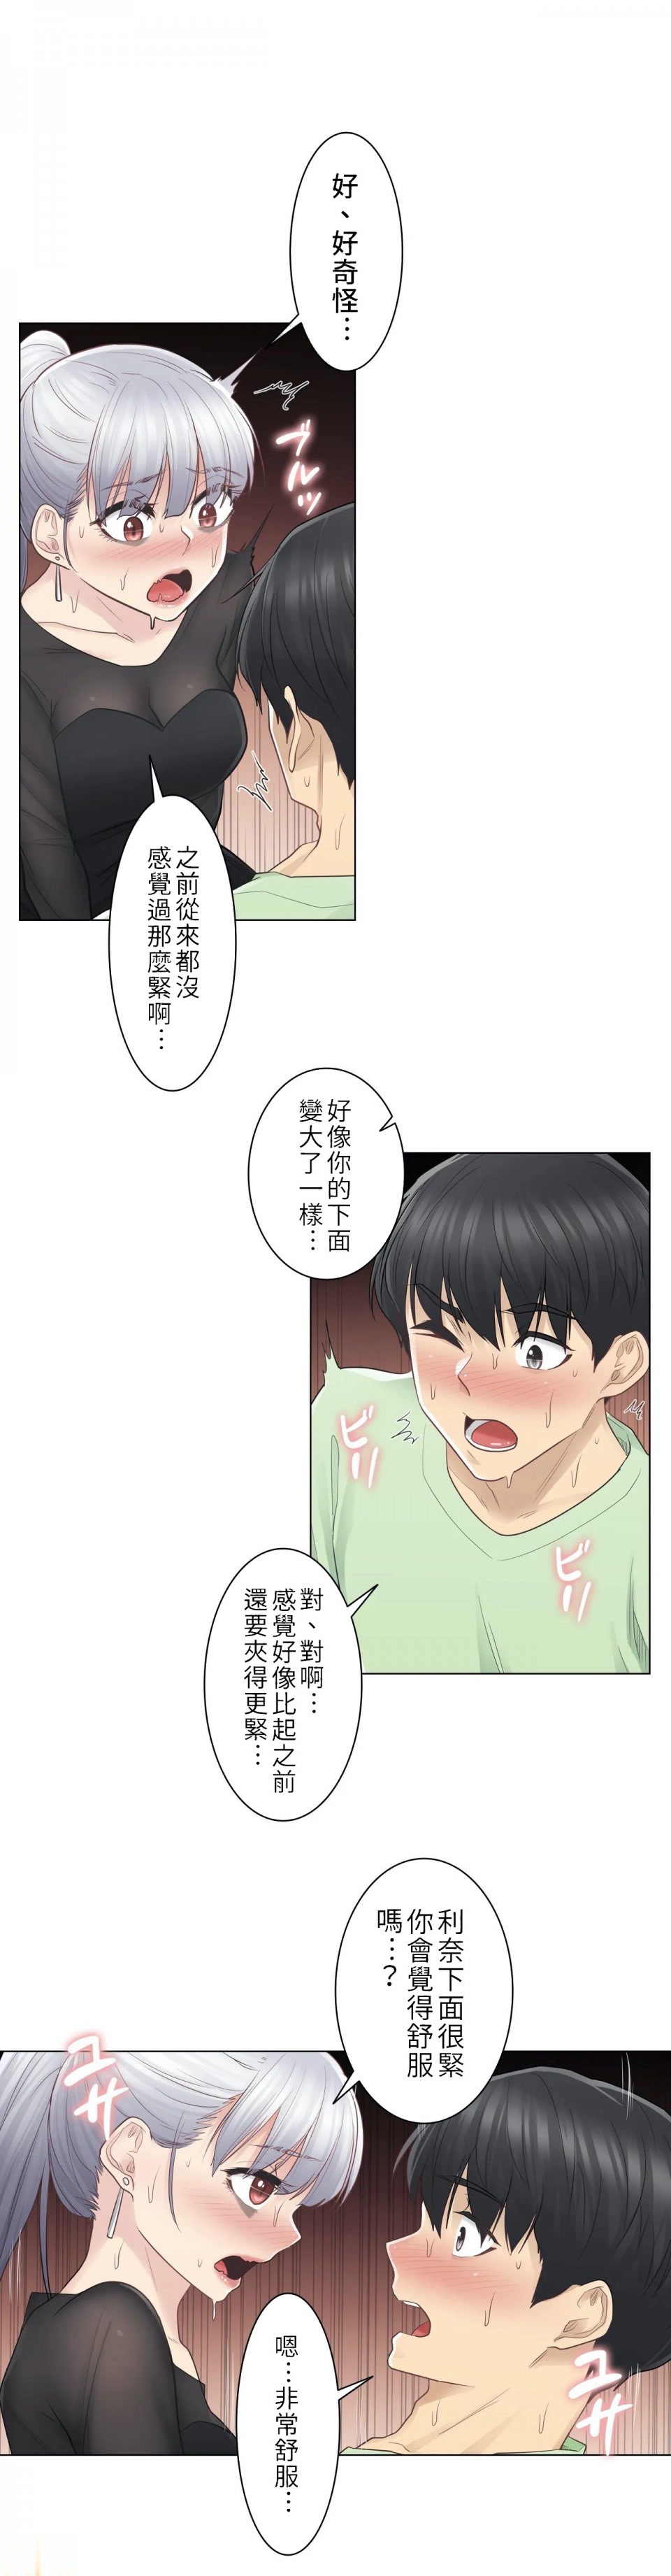 好、好奇怪…
ブルッ
之前從來都沒
感覺過那麼緊啊…
好像你的下面
變大了一樣…
ビリ
ビリ
對、對啊…
感覺好像比起之前
還要夾得更緊…
利奈下面很緊
你會覺得舒服
嗎…？
ユサ
嗯…非常舒服…
ユサ